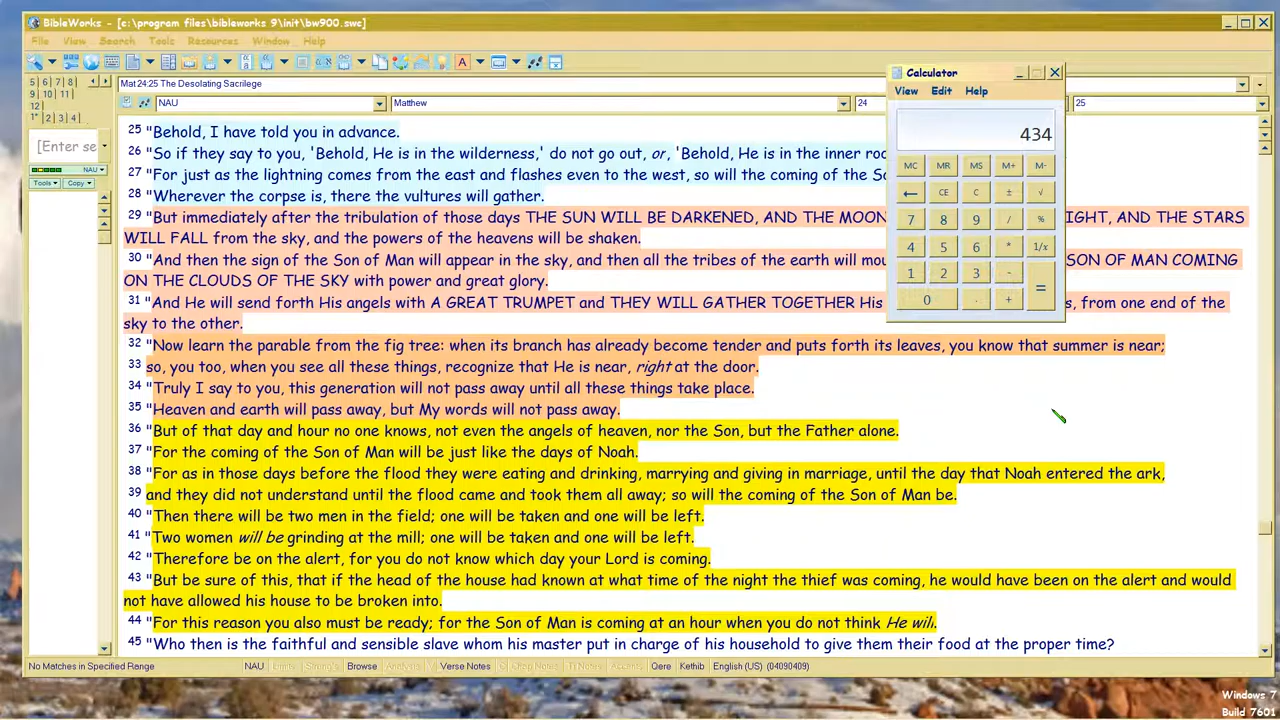 BibleWorks - [c:\program files\bibleworks 9\init\bw900.swc]
File View Search Tools Resources Window Help
5 | 6 | 7 | 8 |
9 | 10 | 11 |
12 |
1* | 2 | 3 | 4 |
[Enter se
NAU
Tools Copy
Mat 24:25 The Desolating Sacrilege
NAU Matthew 24 25
25 "Behold, I have told you in advance.
26 "So if they say to you, 'Behold, He is in the wilderness,' do not go out, or, 'Behold, He is in the inner roo
27 "For just as the lightning comes from the east and flashes even to the west, so will the coming of the So
28 "Wherever the corpse is, there the vultures will gather.
29 "But immediately after the tribulation of those days THE SUN WILL BE DARKENED, AND THE MOON IGHT, AND THE STARS
WILL FALL from the sky, and the powers of the heavens will be shaken.
30 "And then the sign of the Son of Man will appear in the sky, and then all the tribes of the earth will mou SON OF MAN COMING
ON THE CLOUDS OF THE SKY with power and great glory.
31 "And He will send forth His angels with A GREAT TRUMPET and THEY WILL GATHER TOGETHER His s, from one end of the
sky to the other.
32 "Now learn the parable from the fig tree: when its branch has already become tender and puts forth its leaves, you know that summer is near;
33 so, you too, when you see all these things, recognize that He is near, right at the door.
34 "Truly I say to you, this generation will not pass away until all these things take place.
35 "Heaven and earth will pass away, but My words will not pass away.
36 "But of that day and hour no one knows, not even the angels of heaven, nor the Son, but the Father alone.
37 "For the coming of the Son of Man will be just like the days of Noah.
38 "For as in those days before the flood they were eating and drinking, marrying and giving in marriage, until the day that Noah entered the ark,
39 and they did not understand until the flood came and took them all away; so will the coming of the Son of Man be.
40 "Then there will be two men in the field; one will be taken and one will be left.
41 "Two women will be grinding at the mill; one will be taken and one will be left.
42 "Therefore be on the alert, for you do not know which day your Lord is coming.
43 "But be sure of this, that if the head of the house had known at what time of the night the thief was coming, he would have been on the alert and would
not have allowed his house to be broken into.
44 "For this reason you also must be ready; for the Son of Man is coming at an hour when you do not think He will.
45 "Who then is the faithful and sensible slave whom his master put in charge of his household to give them their food at the proper time?
Calculator
View Edit Help
434
MC MR MS M+ M-
← CE C ± √
7 8 9 / %
4 5 6 * 1/x
1 2 3 - =
0 . +
No Matches in Specified Range NAU Browse Verse Notes Qere Kethib English (US) (04090409)
Windows 7
Build 7601